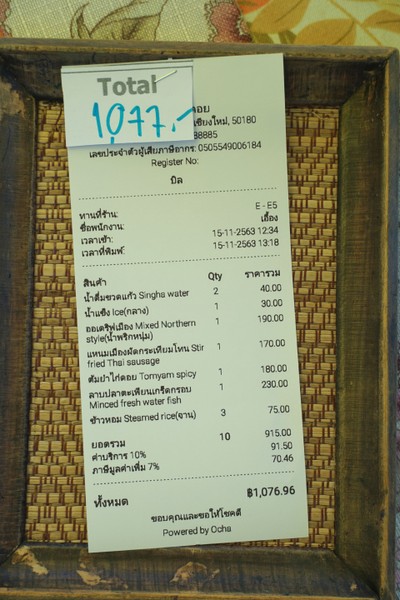 Total
1,077.-
ดอย
เชียงใหม่, 50180
8885
เลขประจำตัวผู้เสียภาษีอากร: 0505549006184
Register No:
บิล
ทานที่ร้าน: E - E5
ชื่อพนักงาน: เอื้อง
เวลาเข้า: 15-11-2563 12:34
เวลาที่พิมพ์: 15-11-2563 13:18
สินค้า Qty ราคารวม
น้ำดื่มขวดแก้ว Singha water 2 40.00
น้ำแข็ง Ice(กลาง) 1 30.00
ออเดริฟเมือง Mixed Northern 1 190.00
style(น้ำพริกหนุ่ม)
แหนมเมืองผัดกระเทียมโทน Stir 1 170.00
fried Thai sausage
ต้มยำไก่ดอย Tomyam spicy 1 180.00
ลาบปลาตะเพียนเกร็ดกรอบ 1 230.00
Minced fresh water fish
ข้าวหอม Steamed rice(จาน) 3 75.00
ยอดรวม 10 915.00
ค่าบริการ 10% 91.50
ภาษีมูลค่าเพิ่ม 7% 70.46
ทั้งหมด ฿1,076.96
ขอบคุณและขอให้โชคดี
Powered by Ocha